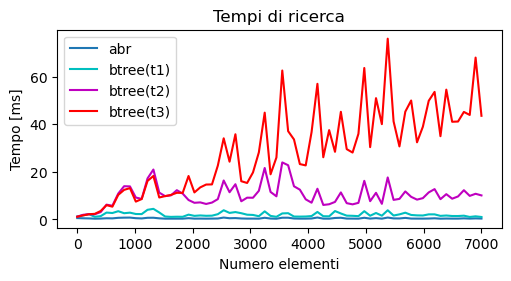 Tempi di ricerca
abr
btree(t1)
btree(t2)
btree(t3)
Tempo [ms]
60
40
20
0
0 1000 2000 3000 4000 5000 6000 7000
Numero elementi